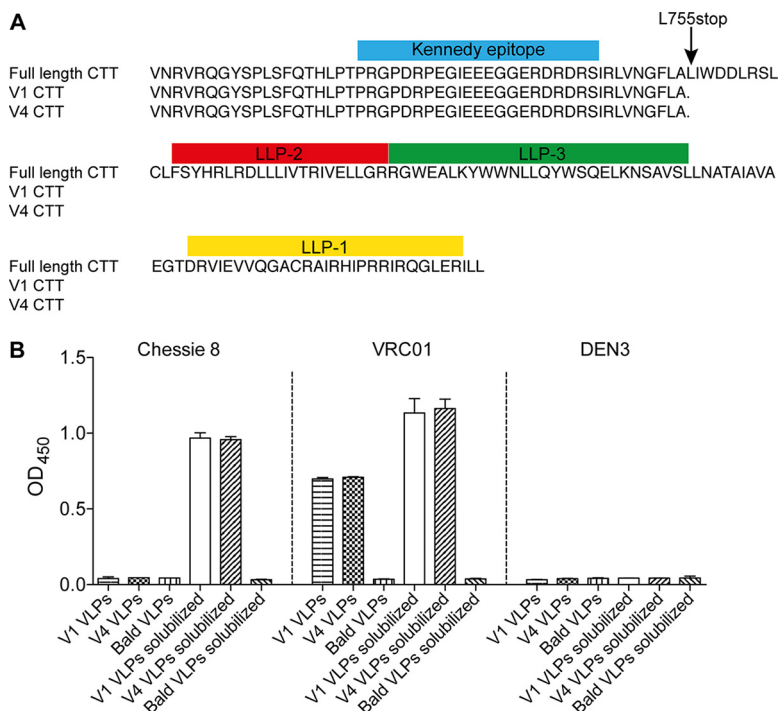 A
L755stop
Kennedy epitope
Full length CTT VNRVRQGYSPLSFQTHLPTPRGPDRPEGIEEEGGERDRDRSIRLVNGFLALIWDDLRSL
V1 CTT VNRVRQGYSPLSFQTHLPTPRGPDRPEGIEEEGGERDRDRSIRLVNGFLA.
V4 CTT VNRVRQGYSPLSFQTHLPTPRGPDRPEGIEEEGGERDRDRSIRLVNGFLA.
LLP-2 LLP-3
Full length CTT CLFSYHRLRDLLLIVTRIVELLGRRGWEALKYWWNLLQYWSQELKNSAVSLLNATAIAVA
V1 CTT
V4 CTT
LLP-1
Full length CTT EGTDRVIEVVQGACRAIRHIPRRIRQGLERILL
V1 CTT
V4 CTT
B
Chessie 8 VRC01 DEN3
OD450
1.5
1.0
0.5
0.0
V1 VLPs
V4 VLPs
Bald VLPs
V1 VLPs solubilized
V4 VLPs solubilized
Bald VLPs solubilized
V1 VLPs
V4 VLPs
Bald VLPs
V1 VLPs solubilized
V4 VLPs solubilized
Bald VLPs solubilized
V1 VLPs
V4 VLPs
Bald VLPs
V1 VLPs solubilized
V4 VLPs solubilized
Bald VLPs solubilized